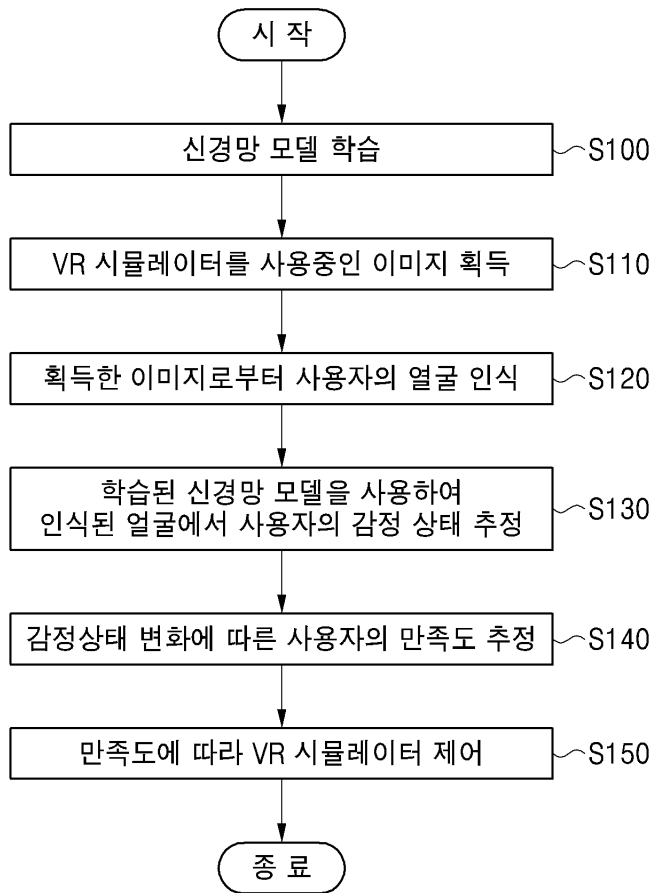 시 작
신경망 모델 학습
S100
VR 시뮬레이터를 사용중인 이미지 획득
S110
획득한 이미지로부터 사용자의 열굴 인식
S120
학습된 신경망 모델을 사용하여
인식된 얼굴에서 사용자의 감정 상태 추정
S130
감정상태 변화에 따른 사용자의 만족도 추정
S140
만족도에 따라 VR 시뮬레이터 제어
S150
종 료